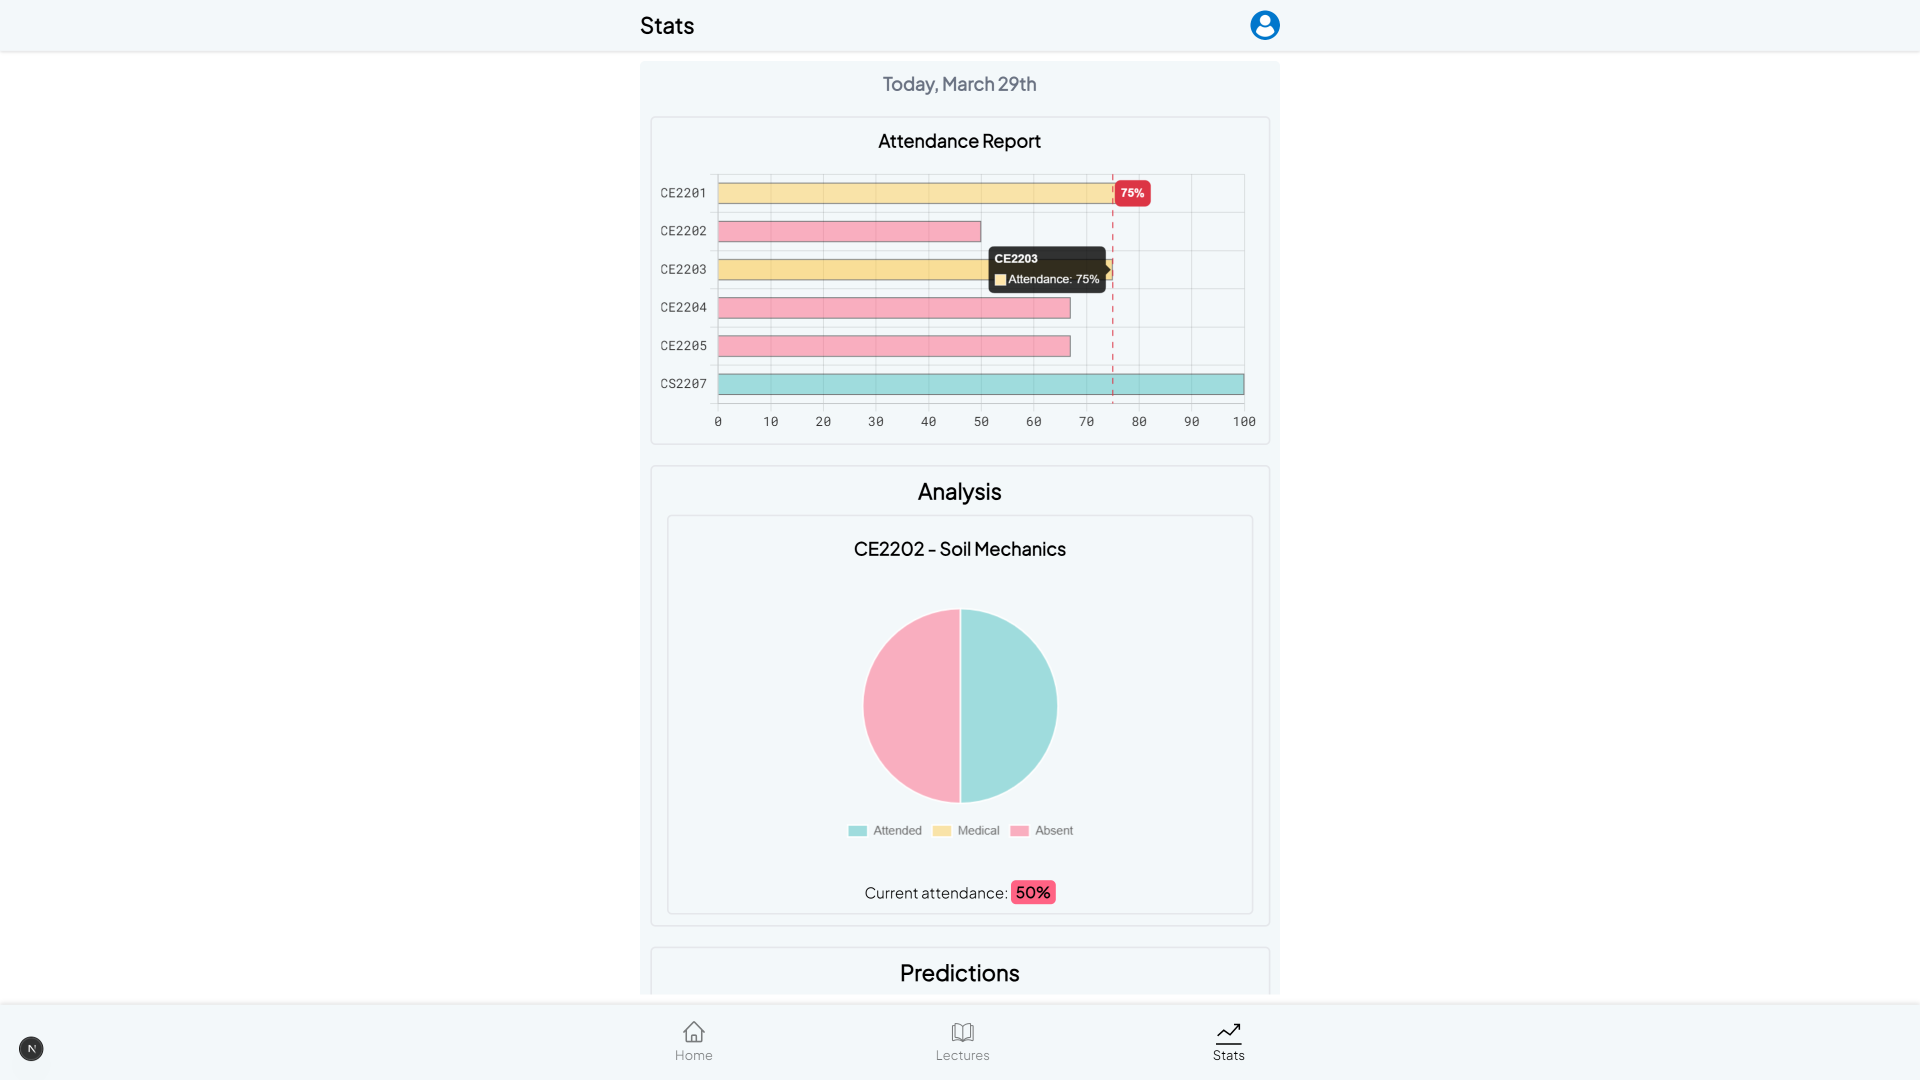 Stats
Today, March 29th
Attendance Report
CE2201
75%
CE2202
CE2203
CE2203
Attendance: 75%
CE2204
CE2205
CS2207
0 10 20 30 40 50 60 70 80 90 100
Analysis
CE2202 - Soil Mechanics
Attended Medical Absent
Current attendance: 50%
Predictions
N
Home Lectures Stats